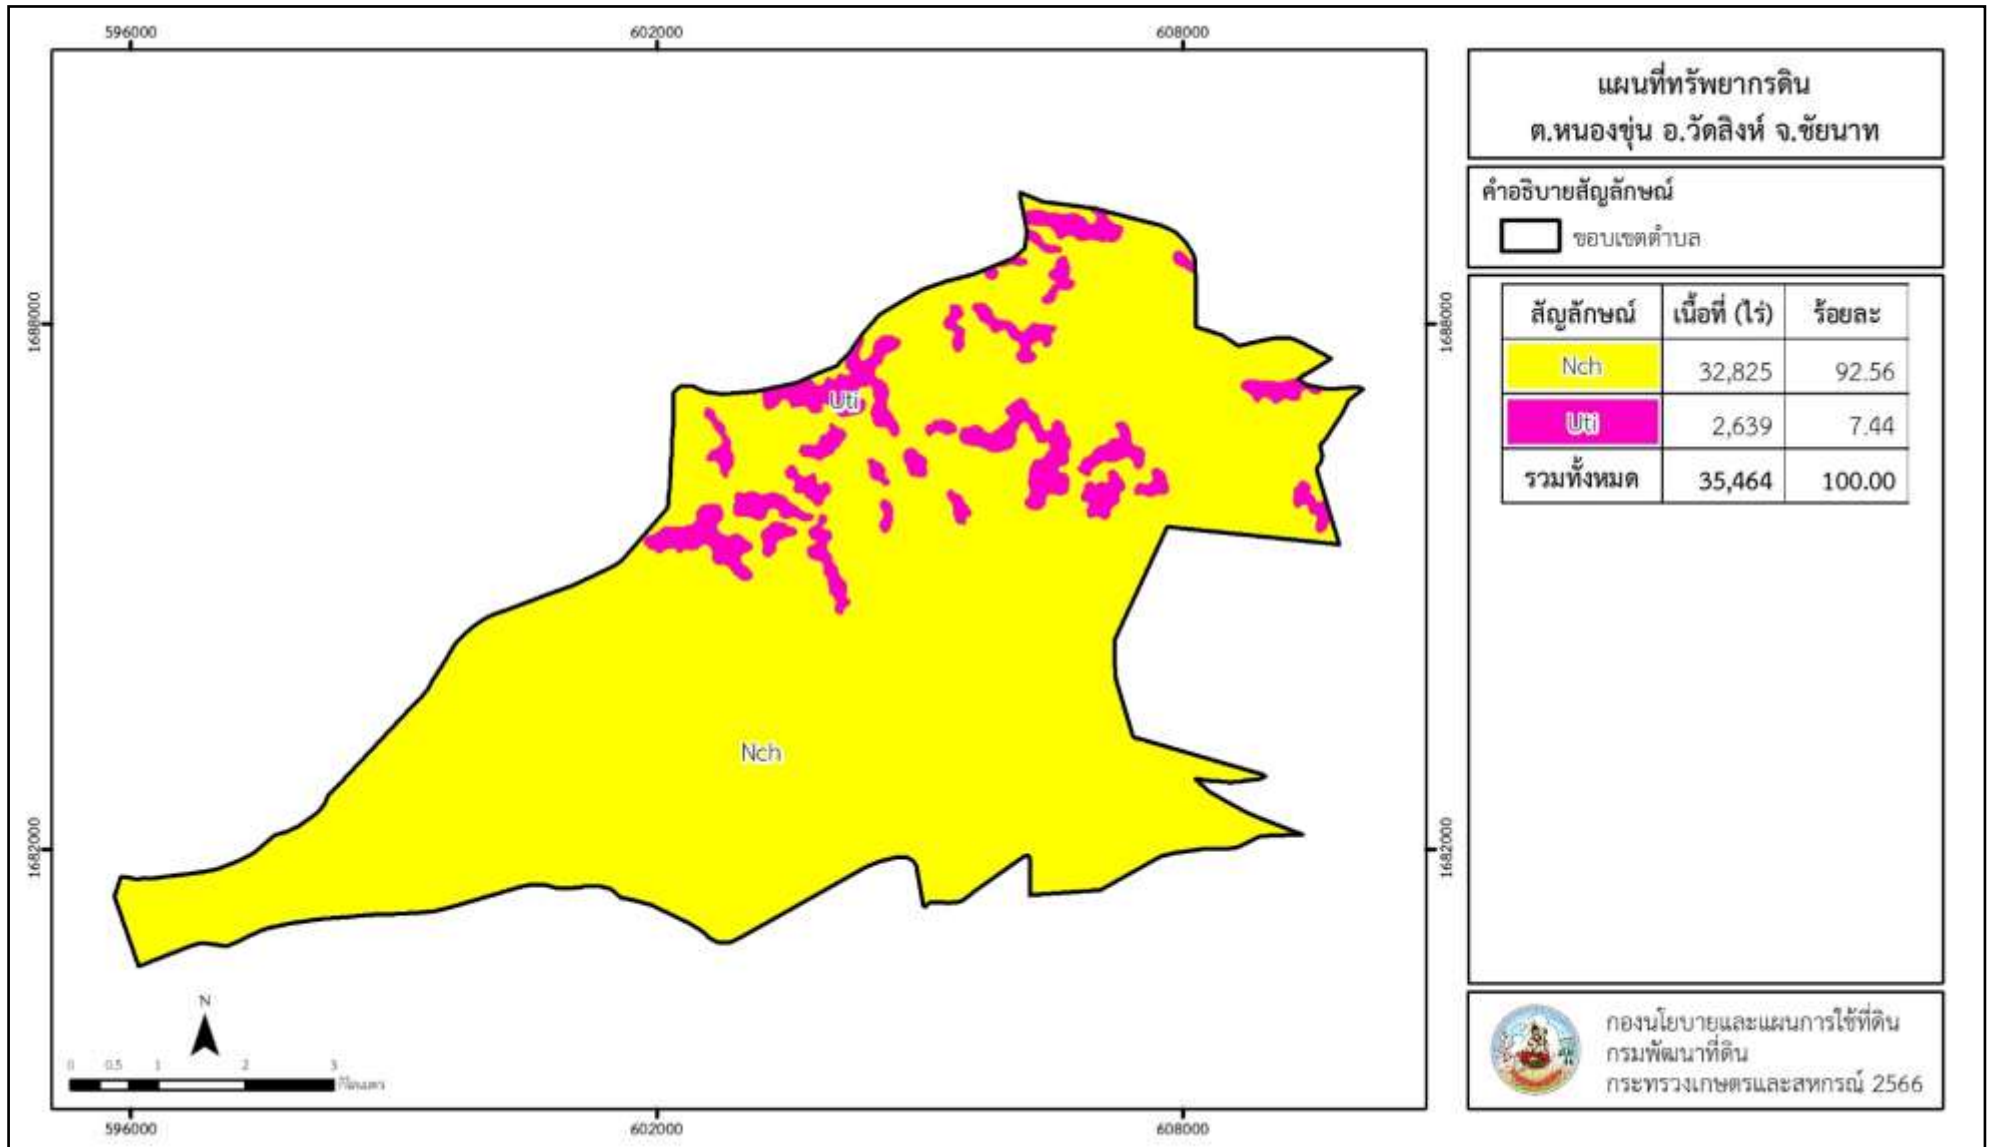 596000
602000
608000
1688000
1688000
1682000
1682000
Uti
Nch
N
0 0.5 1 2 3
กิโลเมตร
596000
602000
608000
แผนที่ทรัพยากรดิน
ต.หนองขุ่น อ.วัดสิงห์ จ.ชัยนาท
คำอธิบายสัญลักษณ์
ขอบเขตตำบล
สัญลักษณ์ เนื้อที่ (ไร่) ร้อยละ
Nch 32,825 92.56
Uti 2,639 7.44
รวมทั้งหมด 35,464 100.00
กองนโยบายและแผนการใช้ที่ดิน
กรมพัฒนาที่ดิน
กระทรวงเกษตรและสหกรณ์ 2566